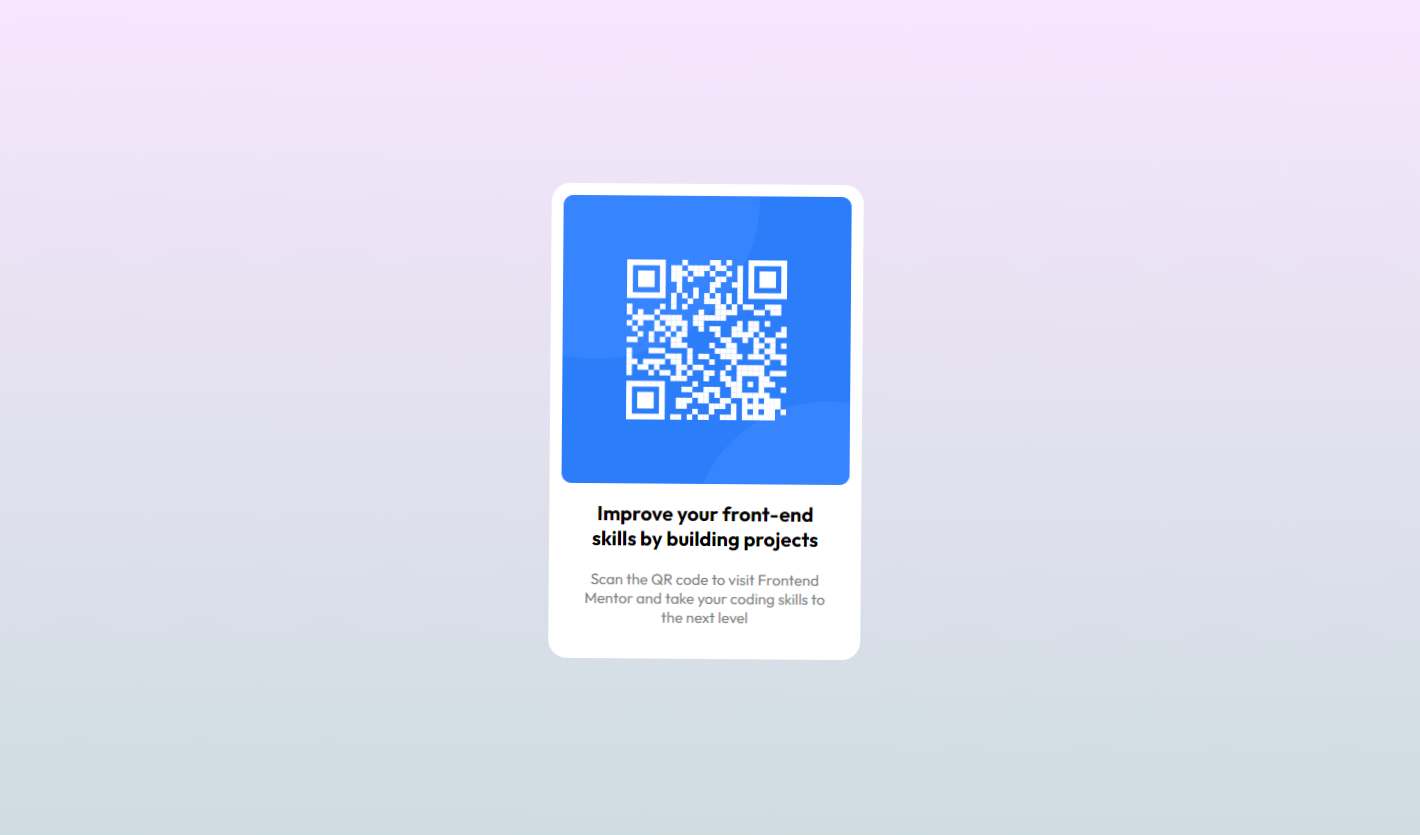 Improve your front-end
skills by building projects
Scan the QR code to visit Frontend
Mentor and take your coding skills to
the next level